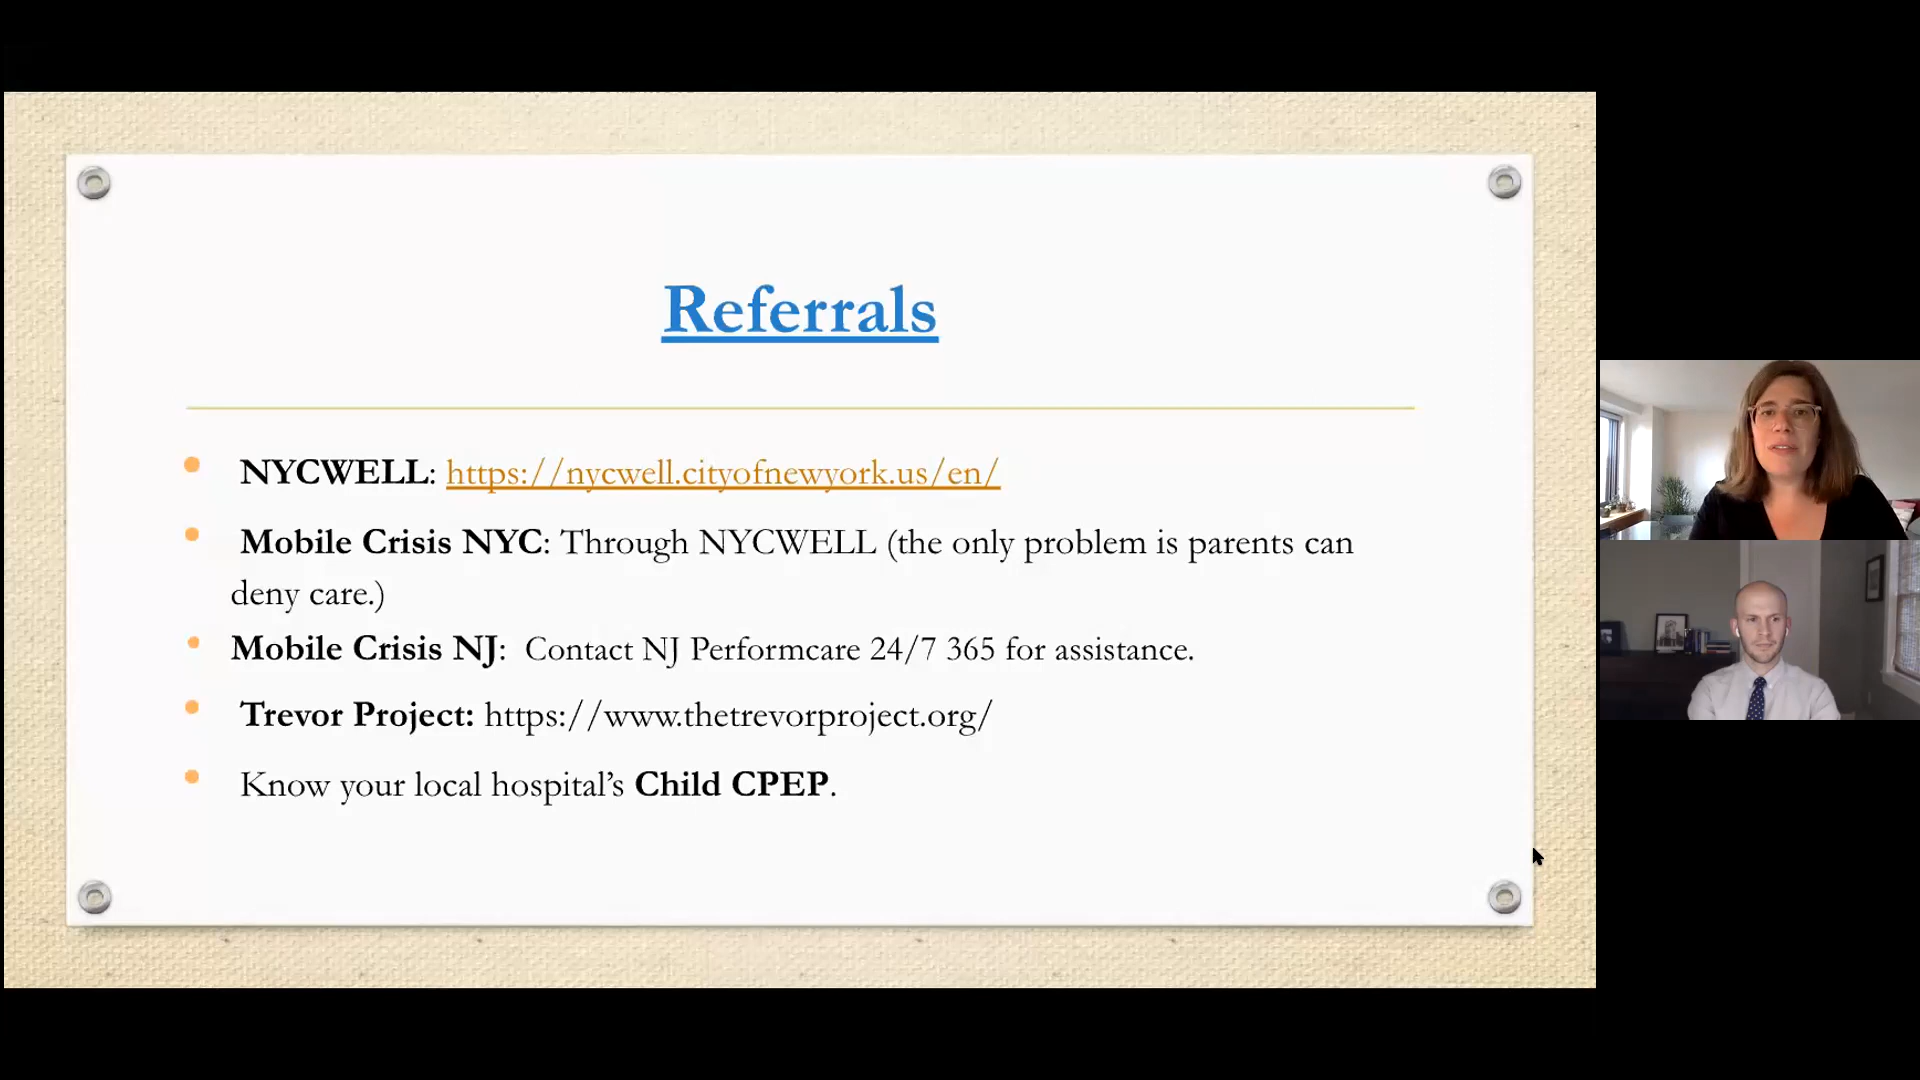 Referrals
NYCWELL: https://nycwell.cityofnewyork.us/en/
Mobile Crisis NYC: Through NYCWELL (the only problem is parents can
deny care.)
Mobile Crisis NJ: Contact NJ Performcare 24/7 365 for assistance.
Trevor Project: https://www.thetrevorproject.org/
Know your local hospital’s Child CPEP.